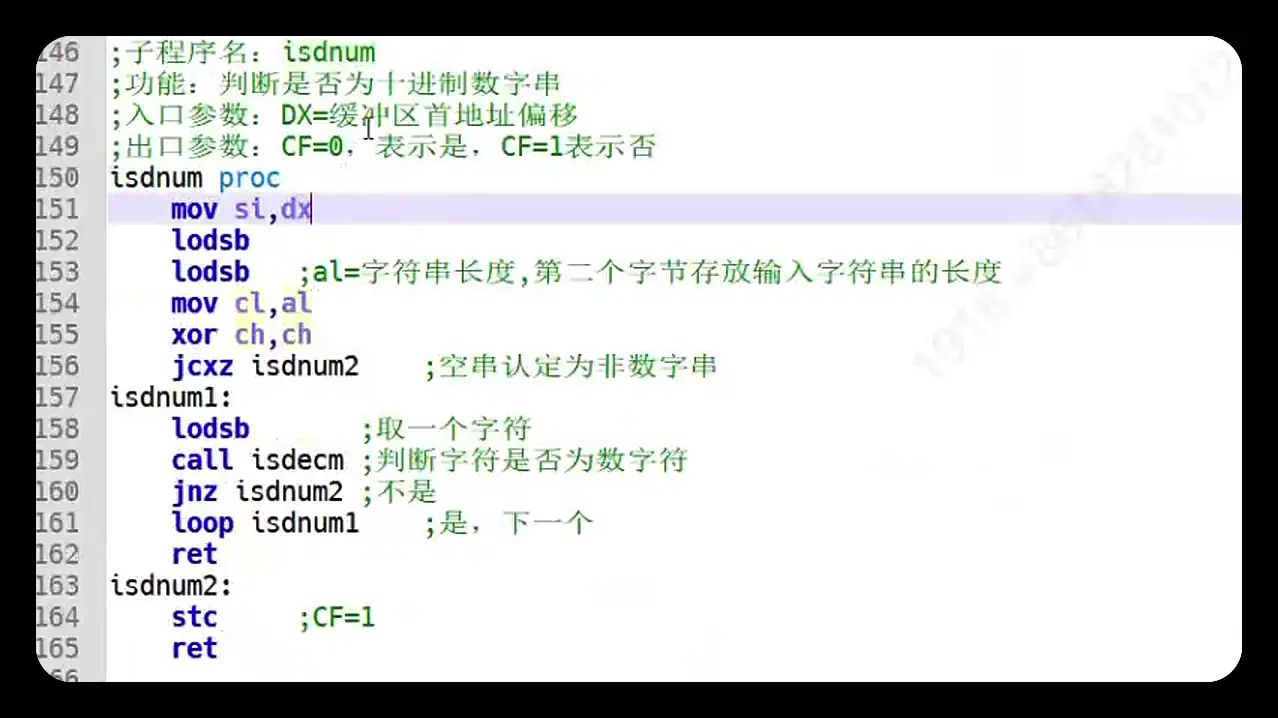 146 ;子程序名：isdnum
147 ;功能：判断是否为十进制数字串
148 ;入口参数：DX=缓冲区首地址偏移
149 ;出口参数：CF=0，表示是，CF=1表示否
150 isdnum proc
151 mov si,dx
152 lodsb
153 lodsb ;al=字符串长度,第二个字节存放输入字符串的长度
154 mov cl,al
155 xor ch,ch
156 jcxz isdnum2 ;空串认定为非数字串
157 isdnum1:
158 lodsb ;取一个字符
159 call isdecm ;判断字符是否为数字符
160 jnz isdnum2 ;不是
161 loop isdnum1 ;是，下一个
162 ret
163 isdnum2:
164 stc ;CF=1
165 ret